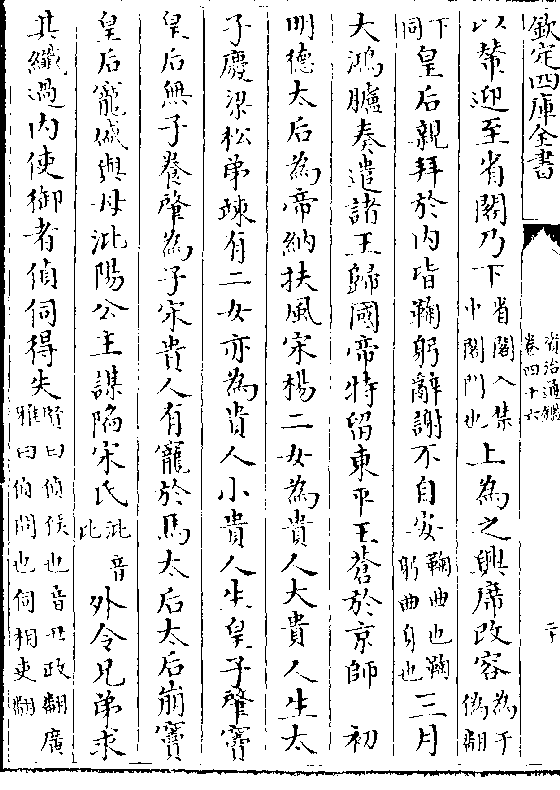 欽定四庫全書
資治通鑑
卷四十六
二十
以輦迎至省閤乃下省閤入禁中閤門也上為之興席改容為于偽翻
下同皇后親拜於內皆鞠躬辭謝不自安鞠曲也鞠躬曲身也三月
大鴻臚奏遣諸王歸國帝特留東平王蒼於京師　初
明德太后為帝納扶風宋楊二女為貴人大貴人生太
子慶梁松弟竦有二女亦為貴人小貴人生皇子肇竇
皇后無子養肇為子宋貴人有寵於馬太后太后崩竇
皇后寵盛與母沘陽公主謀陷宋氏沘音比外令兄弟求
其纖過內使御者偵伺得失賢曰偵候也音丑政翻廣雅曰偵問也伺相吏翻